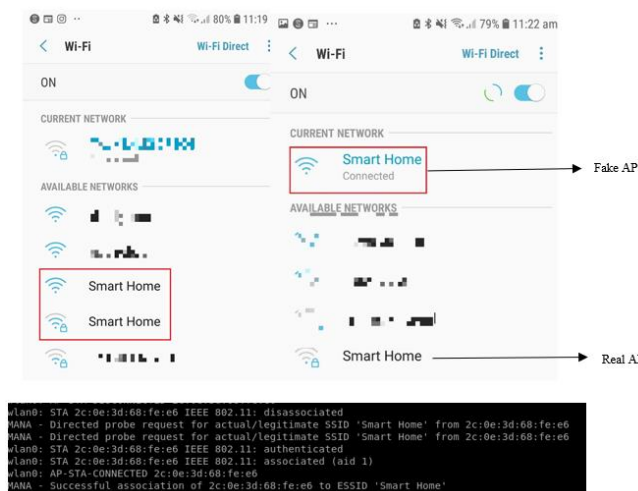 80% 11:19
Wi-Fi
Wi-Fi Direct
ON
CURRENT NETWORK
AVAILABLE NETWORKS
Smart Home
Smart Home
79% 11:22 am
Wi-Fi
Wi-Fi Direct
ON
CURRENT NETWORK
Smart Home
Connected
Fake AP
AVAILABLE NETWORKS
Smart Home
Real A
wlan0: STA 2c:0e:3d:68:fe:e6 IEEE 802.11: disassociated
MANA - Directed probe request for actual/legitimate SSID 'Smart Home' from 2c:0e:3d:68:fe:e6
MANA - Directed probe request for actual/legitimate SSID 'Smart Home' from 2c:0e:3d:68:fe:e6
wlan0: STA 2c:0e:3d:68:fe:e6 IEEE 802.11: authenticated
wlan0: STA 2c:0e:3d:68:fe:e6 IEEE 802.11: associated (aid 1)
wlan0: AP-STA-CONNECTED 2c:0e:3d:68:fe:e6
MANA - Successful association of 2c:0e:3d:68:fe:e6 to ESSID 'Smart Home'